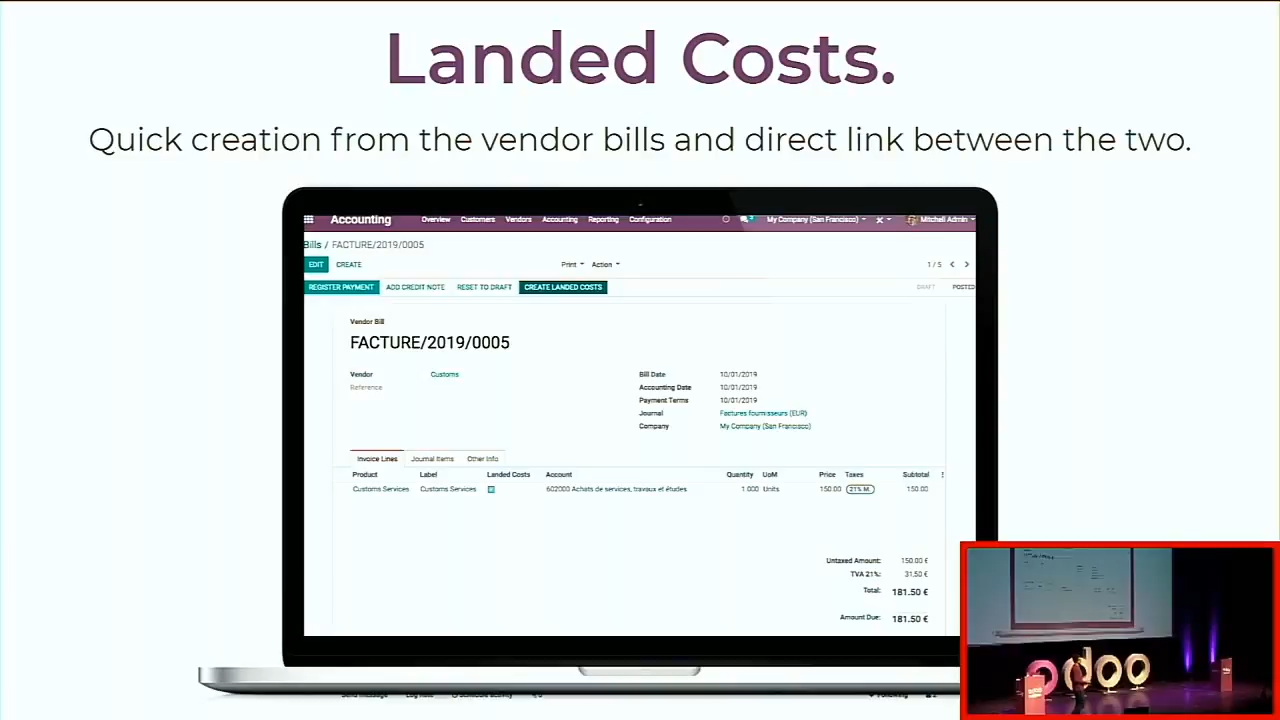 Landed Costs.
Quick creation from the vendor bills and direct link between the two.
Accounting Overview Customers Vendors Accounting Reporting Configuration My Company (San Francisco) Mitchell Admin
Bills / FACTURE/2019/0005
EDIT CREATE Print Action 1 / 5
REGISTER PAYMENT ADD CREDIT NOTE RESET TO DRAFT CREATE LANDED COSTS DRAFT POSTED
Vendor Bill
FACTURE/2019/0005
Vendor Customs Bill Date 10/01/2019
Reference Accounting Date 10/01/2019
Payment Terms 10/01/2019
Journal Factures fournisseurs (EUR)
Company My Company (San Francisco)
Invoice Lines Journal Items Other Info
Product Label Landed Costs Account Quantity UoM Price Taxes Subtotal
Customs Services Customs Services 602000 Achats de services, travaux et études 1.000 Units 150.00 21% M. 150.00
Untaxed Amount: 150.00 €
TVA 21%: 31.50 €
Total: 181.50 €
Amount Due: 181.50 €
Send message Log note Schedule activity Following
odoo